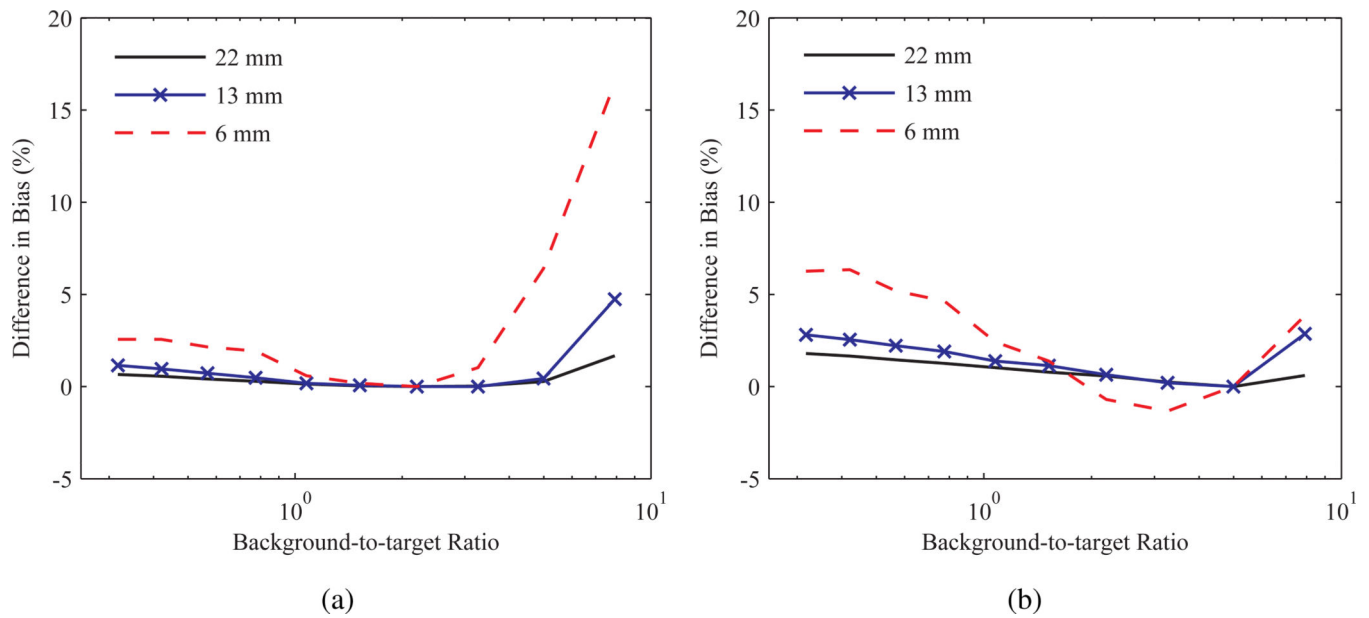 20
15
10
5
0
-5
Difference in Bias (%)
22 mm
13 mm
6 mm
10^0
10^1
Background-to-target Ratio
(a)
20
15
10
5
0
-5
Difference in Bias (%)
22 mm
13 mm
6 mm
10^0
10^1
Background-to-target Ratio
(b)